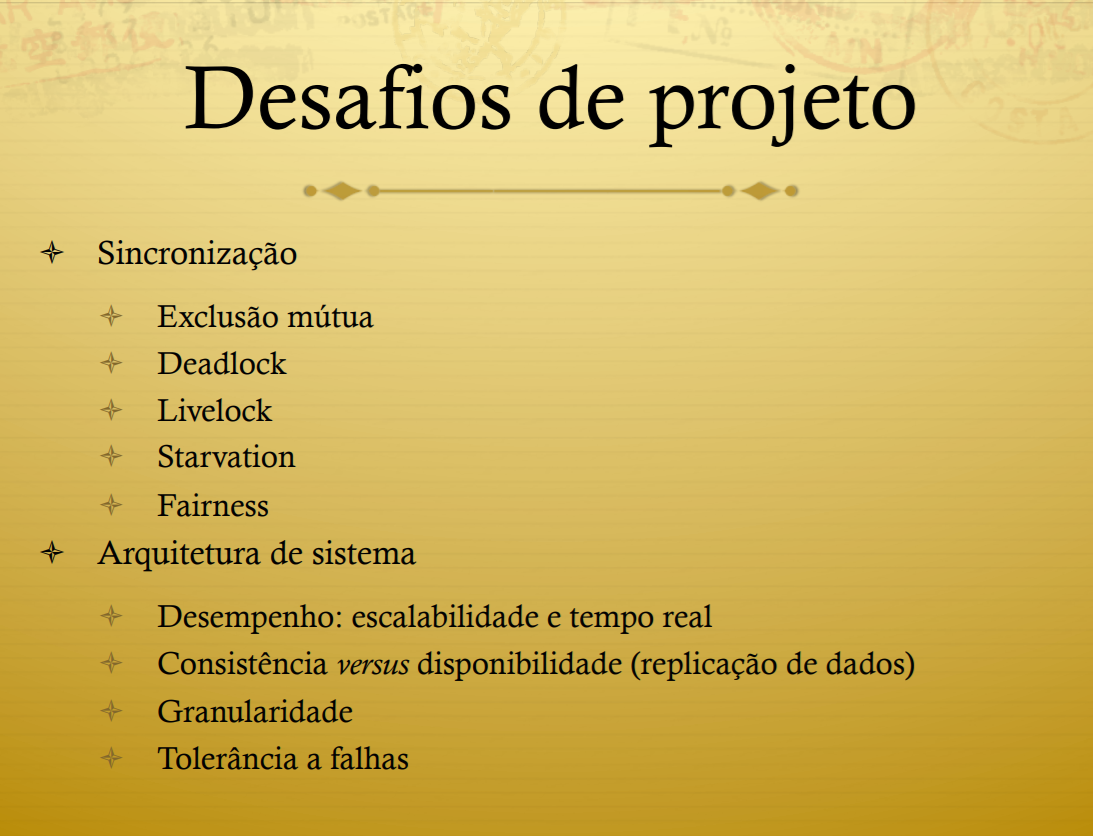 Desafios de projeto
Sincronização
Exclusão mútua
Deadlock
Livelock
Starvation
Fairness
Arquitetura de sistema
Desempenho: escalabilidade e tempo real
Consistência versus disponibilidade (replicação de dados)
Granularidade
Tolerância a falhas